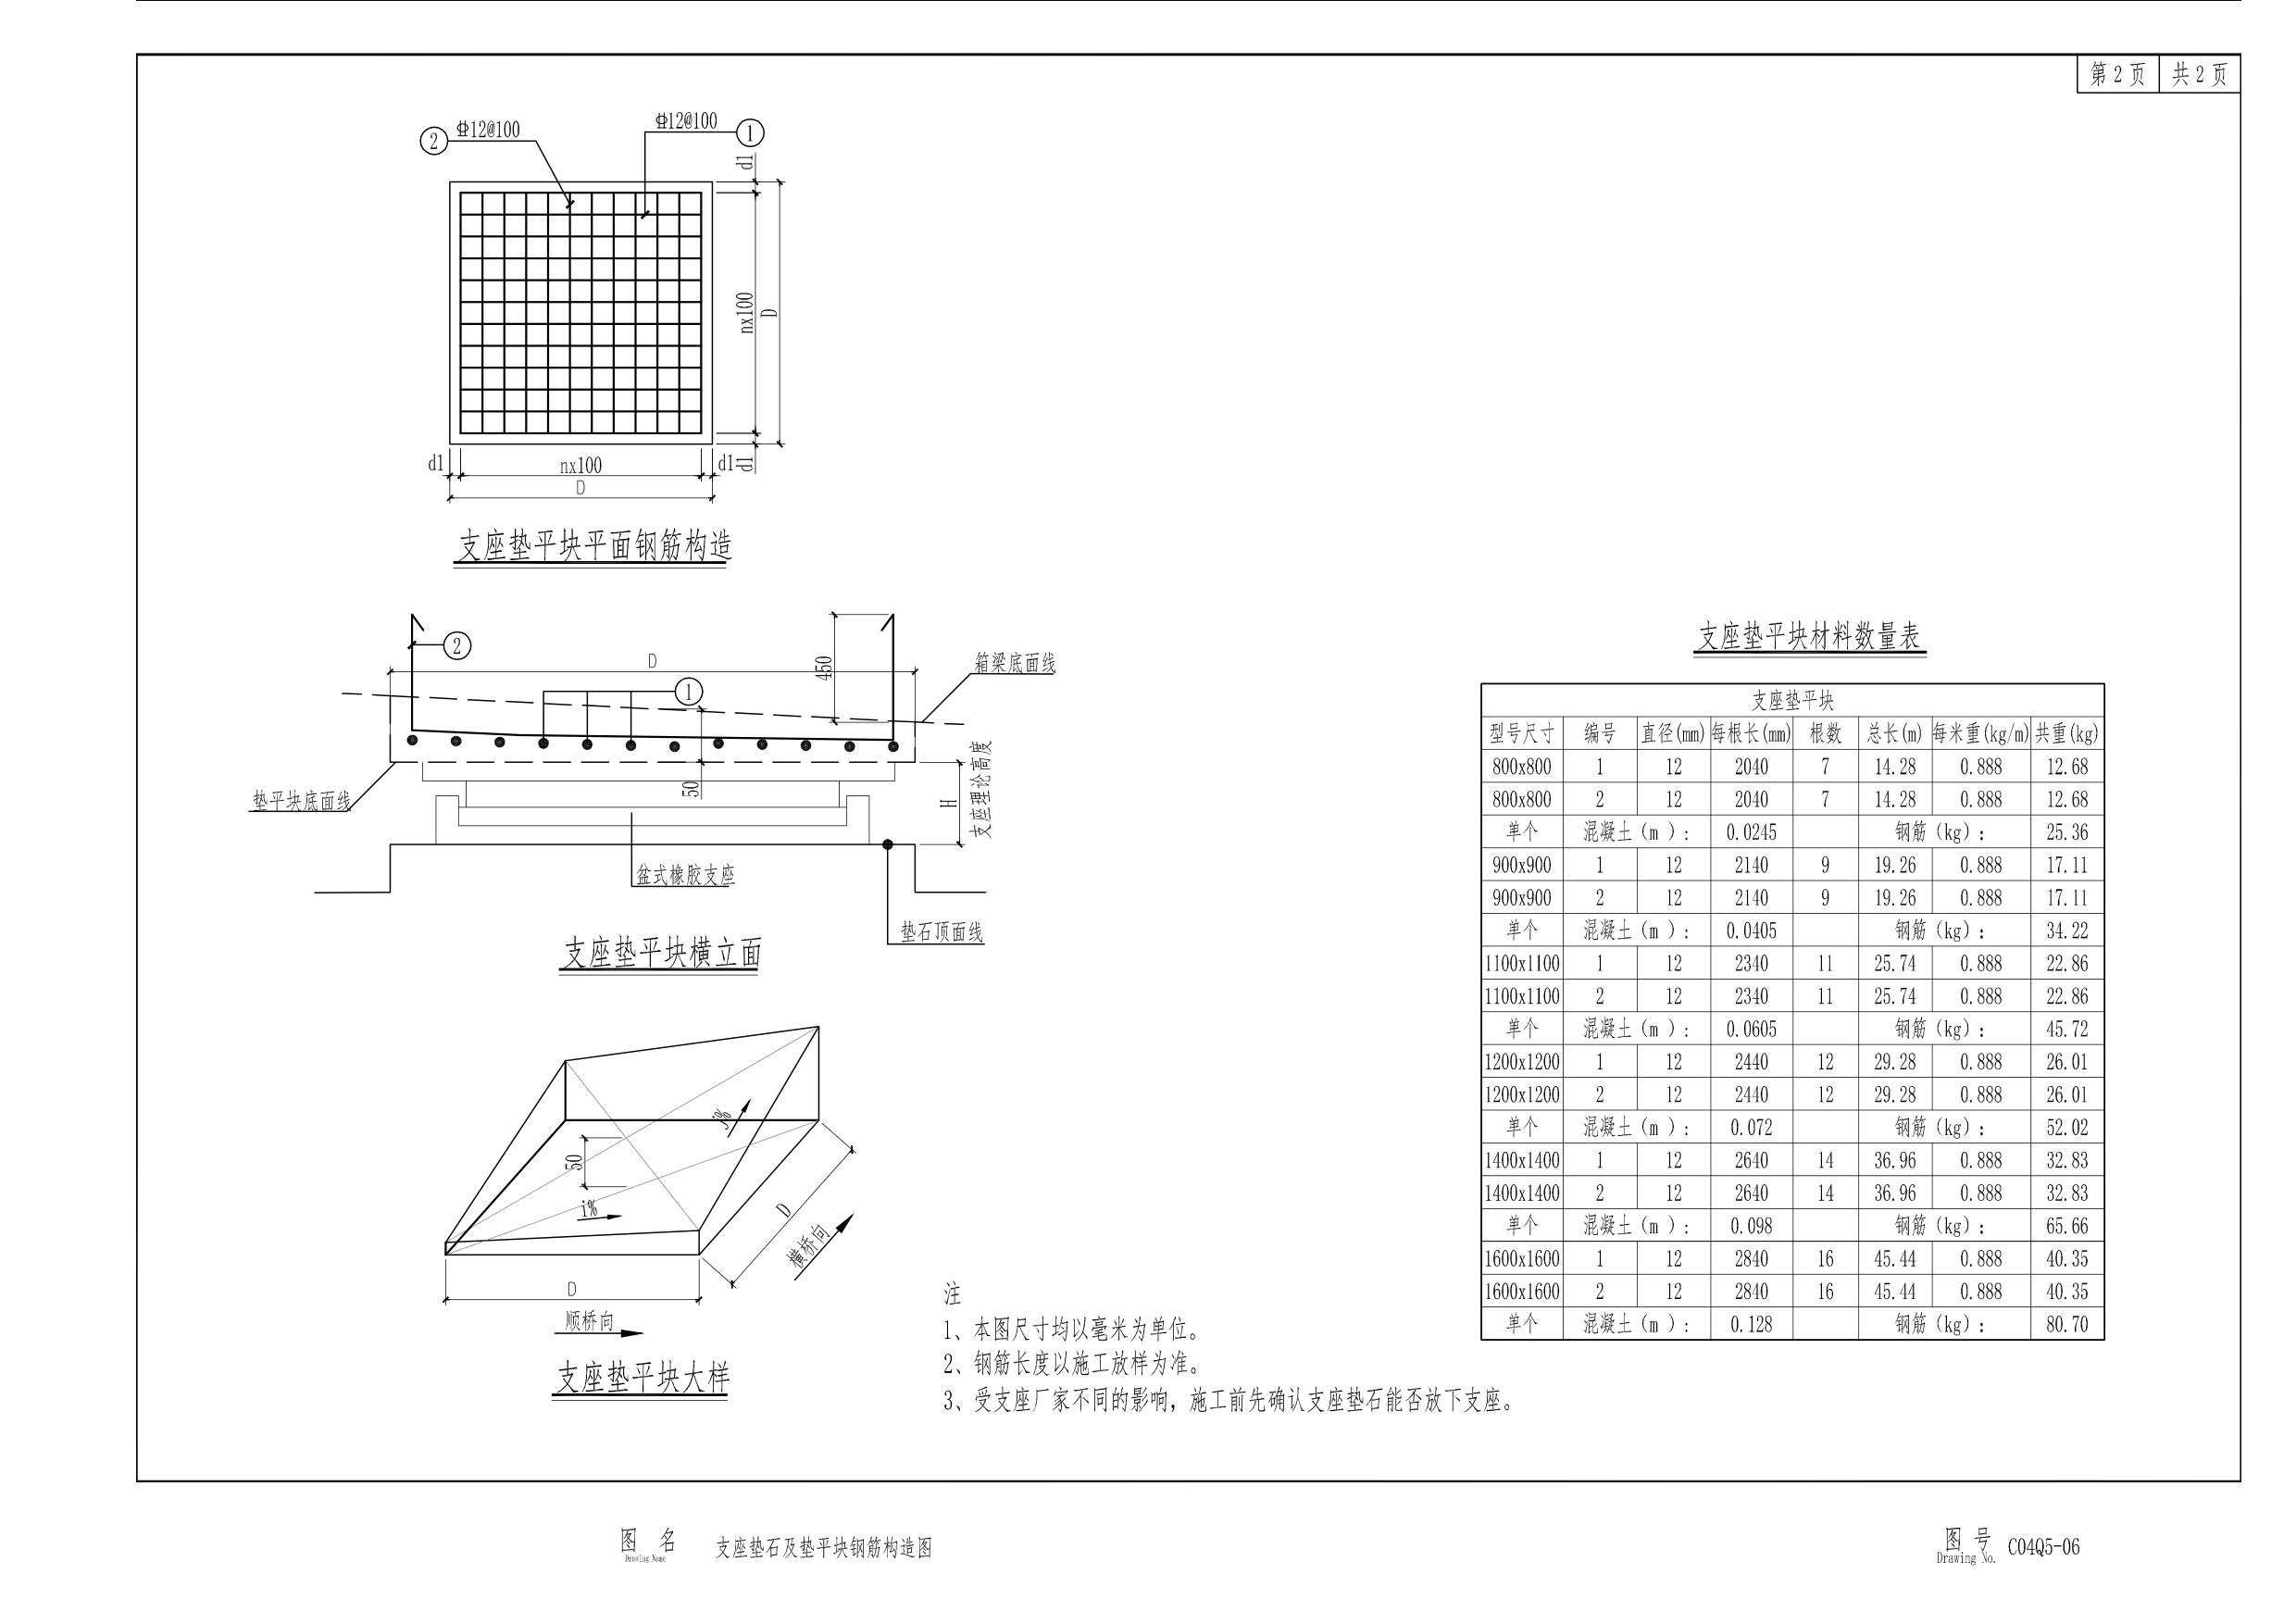 第 2 页 共 2 页
② Φ12@100
Φ12@100 ①
d1
nx100
D
d1
d1 nx100 d1
D
支座垫平块平面钢筋构造
②
D
450
箱梁底面线
①
50
垫平块底面线
H
支座理论高度
盆式橡胶支座
垫石顶面线
支座垫平块横立面
j%
50
i%
D
横桥向
D
顺桥向
支座垫平块大样
注
1、本图尺寸均以毫米为单位。
2、钢筋长度以施工放样为准。
3、受支座厂家不同的影响，施工前先确认支座垫石能否放下支座。
支座垫平块材料数量表
支座垫平块
型号尺寸 编号 直径(mm) 每根长(mm) 根数 总长(m) 每米重(kg/m) 共重(kg)
800x800 1 12 2040 7 14.28 0.888 12.68
800x800 2 12 2040 7 14.28 0.888 12.68
单个 混凝土(m ): 0.0245 钢筋(kg): 25.36
900x900 1 12 2140 9 19.26 0.888 17.11
900x900 2 12 2140 9 19.26 0.888 17.11
单个 混凝土(m ): 0.0405 钢筋(kg): 34.22
1100x1100 1 12 2340 11 25.74 0.888 22.86
1100x1100 2 12 2340 11 25.74 0.888 22.86
单个 混凝土(m ): 0.0605 钢筋(kg): 45.72
1200x1200 1 12 2440 12 29.28 0.888 26.01
1200x1200 2 12 2440 12 29.28 0.888 26.01
单个 混凝土(m ): 0.072 钢筋(kg): 52.02
1400x1400 1 12 2640 14 36.96 0.888 32.83
1400x1400 2 12 2640 14 36.96 0.888 32.83
单个 混凝土(m ): 0.098 钢筋(kg): 65.66
1600x1600 1 12 2840 16 45.44 0.888 40.35
1600x1600 2 12 2840 16 45.44 0.888 40.35
单个 混凝土(m ): 0.128 钢筋(kg): 80.70
图 名 支座垫石及垫平块钢筋构造图
Drawing Name
图 号 C04Q5-06
Drawing No.